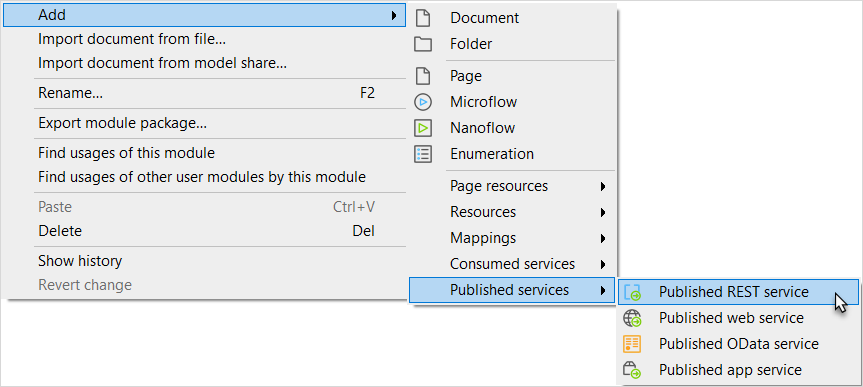 Add
Import document from file...
Import document from model share...
Rename... F2
Export module package...
Find usages of this module
Find usages of other user modules by this module
Paste Ctrl+V
Delete Del
Show history
Revert change
Document
Folder
Page
Microflow
Nanoflow
Enumeration
Page resources
Resources
Mappings
Consumed services
Published services
Published REST service
Published web service
Published OData service
Published app service